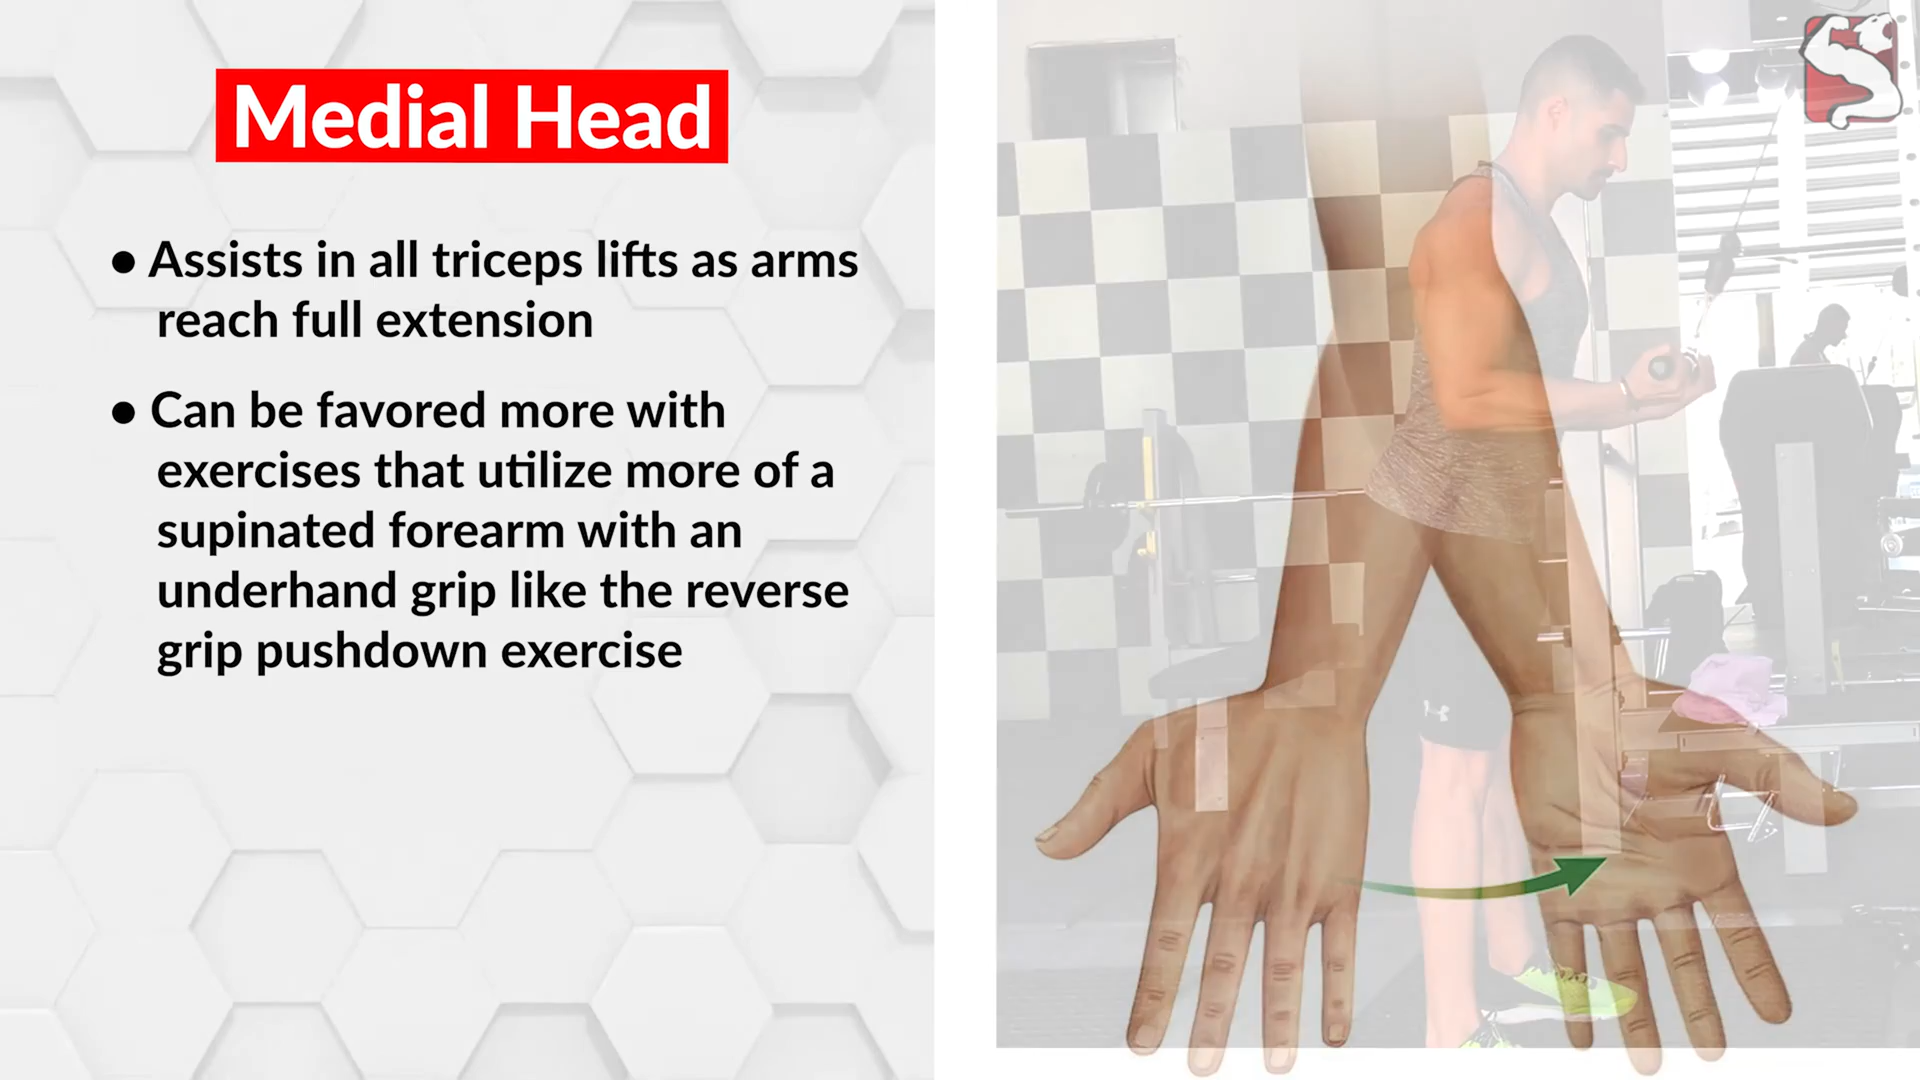 Medial Head
• Assists in all triceps lifts as arms
reach full extension
• Can be favored more with
exercises that utilize more of a
supinated forearm with an
underhand grip like the reverse
grip pushdown exercise